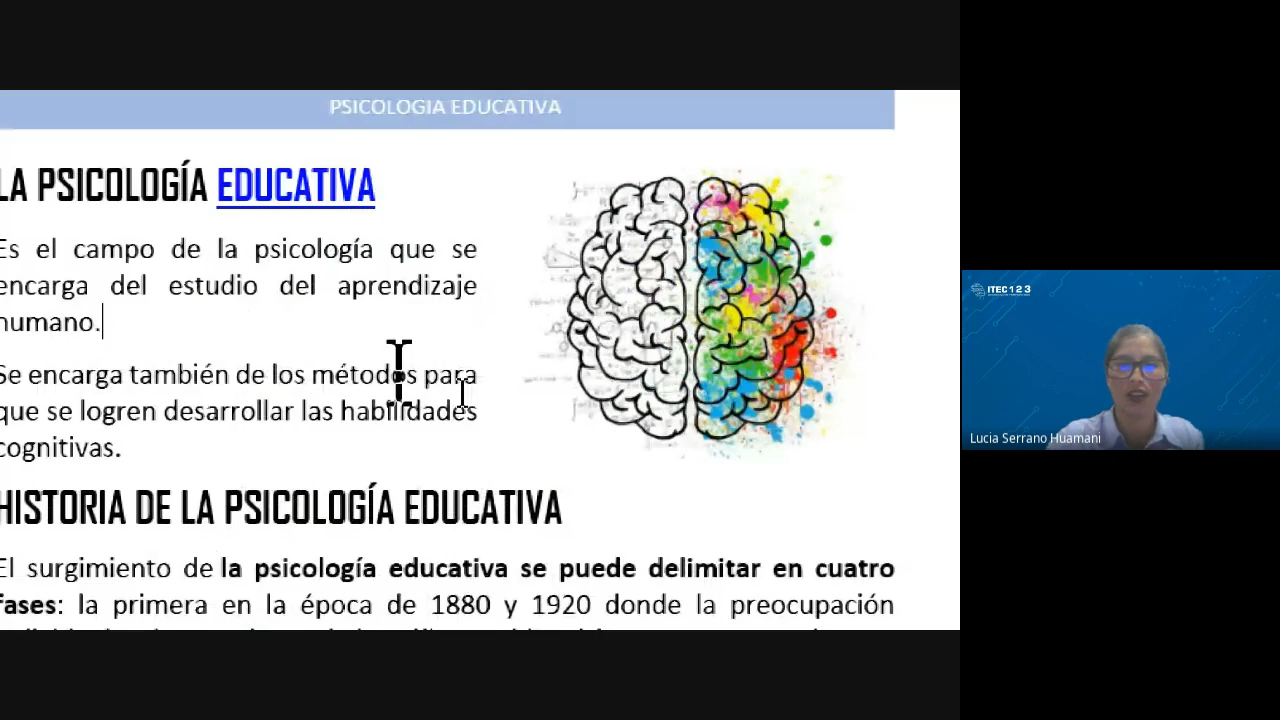 PSICOLOGIA EDUCATIVA
LA PSICOLOGÍA EDUCATIVA
Es el campo de la psicología que se
encarga del estudio del aprendizaje
humano.
Se encarga también de los métodos para
que se logren desarrollar las habilidades
cognitivas.
HISTORIA DE LA PSICOLOGÍA EDUCATIVA
El surgimiento de la psicología educativa se puede delimitar en cuatro
fases: la primera en la época de 1880 y 1920 donde la preocupación
ITEC 1 2 3
Lucia Serrano Huamani